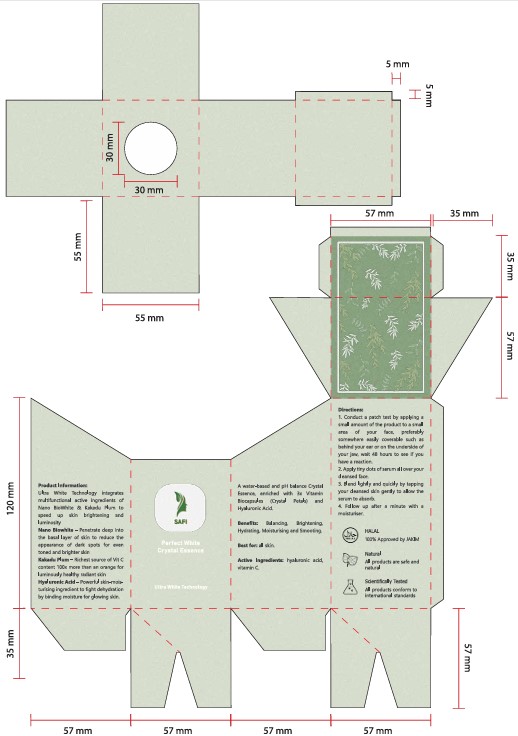 5 mm
5 mm
30 mm
30 mm
55 mm
55 mm
57 mm
35 mm
35 mm
57 mm
120 mm
35 mm
57 mm
57 mm
57 mm
57 mm
57 mm
Product Information:
Ultra White Technology integrates
multifunctional active ingredients of
Nano BioWhite & Kakadu Plum to
speed up skin brightening and
luminosity
Nano Biowhite – Penetrate deep into
the basal layer of skin to reduce the
appearance of dark spots for even
toned and brighter skin
Kakadu Plum – Richest source of Vit C
content 100x more than an orange for
luminously healthy radiant skin
Hyaluronic Acid – Powerful skin-mois-
turising ingredient to fight dehydration
by binding moisture for glowing skin.
SAFI
Perfect White
Crystal Essence
Ultra White Technology
A water-based and pH balance Crystal
Essence, enriched with 3x Vitamin
Biocapsules (Crystal Petals) and
Hyaluronic Acid.
Benefits: Balancing, Brightening,
Hydrating, Moisturising and Smoothing.
Best for: all skin.
Active Ingredients: hyaluronic acid,
vitamin C.
Directions:
1. Conduct a patch test by applying a
small amount of the product to a small
area of your face, preferably
somewhere easily coverable such as
behind your ear or on the underside of
your jaw, wait 48 hours to see if you
have a reaction.
2. Apply tiny dots of serum all over your
cleansed face.
3. Blend lightly and quickly by tapping
your cleansed skin gently to allow the
serum to absorb.
4. Follow up after a minute with a
moisturiser.
HALAL
100% Approved by JAKIM
Natural
All products are safe and
natural
Scientifically Tested
All products conform to
international standards